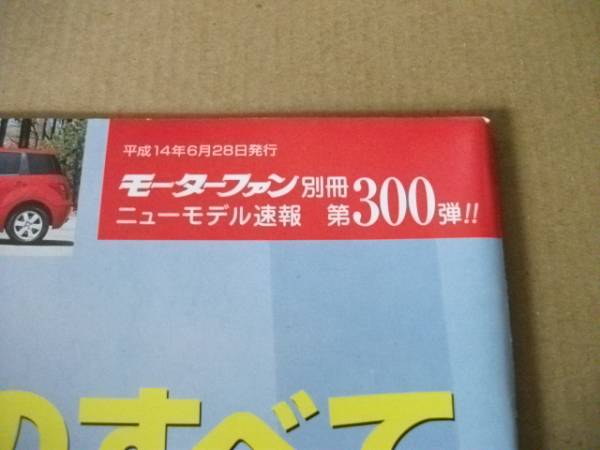 平成14年6月28日発行
モーターファン別冊
ニューモデル速報 第300弾!!
のすべて